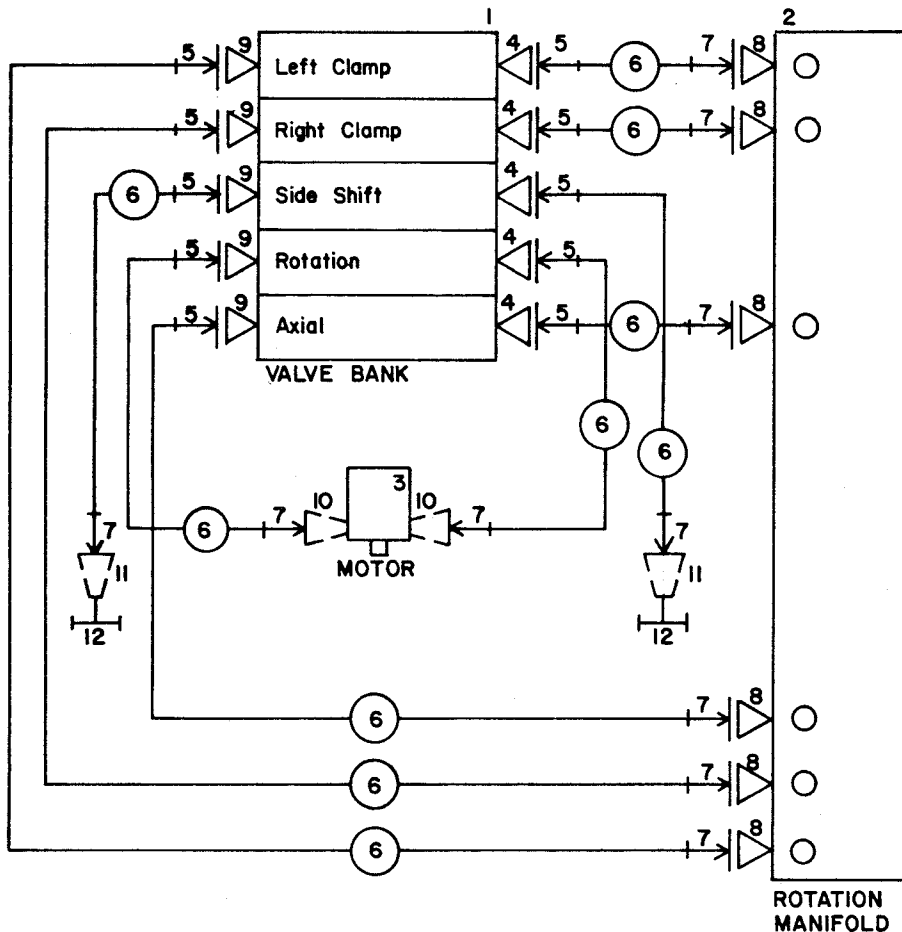 1 2
5 9 Left Clamp 4 5 6 7 8
5 9 Right Clamp 4 5 6 7 8
6 5 9 Side Shift 4 5
5 9 Rotation 4 5
5 9 Axial 4 5 6 7 8
VALVE BANK
6 6
3
6 7 10 10 7
MOTOR
7 11 7 11
12 12
6 7 8
6 7 8
6 7 8
ROTATION
MANIFOLD